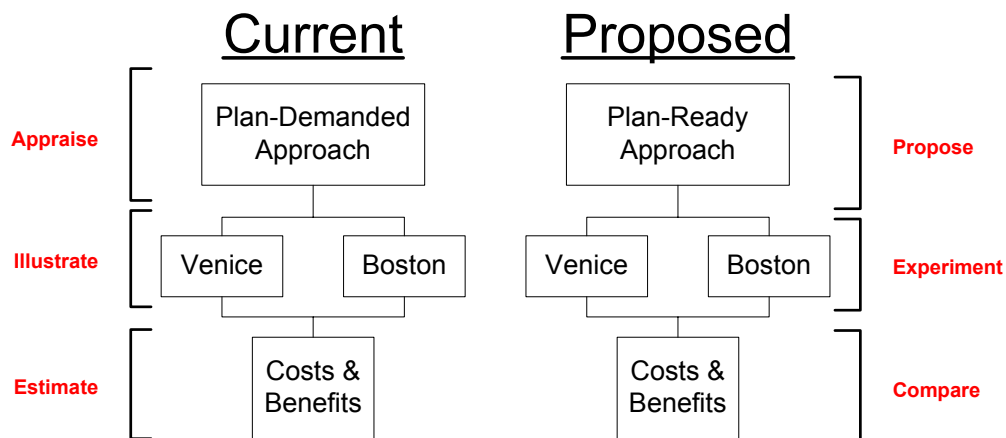 Current
Proposed
Appraise
Plan-Demanded
Approach
Plan-Ready
Approach
Propose
Illustrate
Venice
Boston
Venice
Boston
Experiment
Estimate
Costs &
Benefits
Costs &
Benefits
Compare